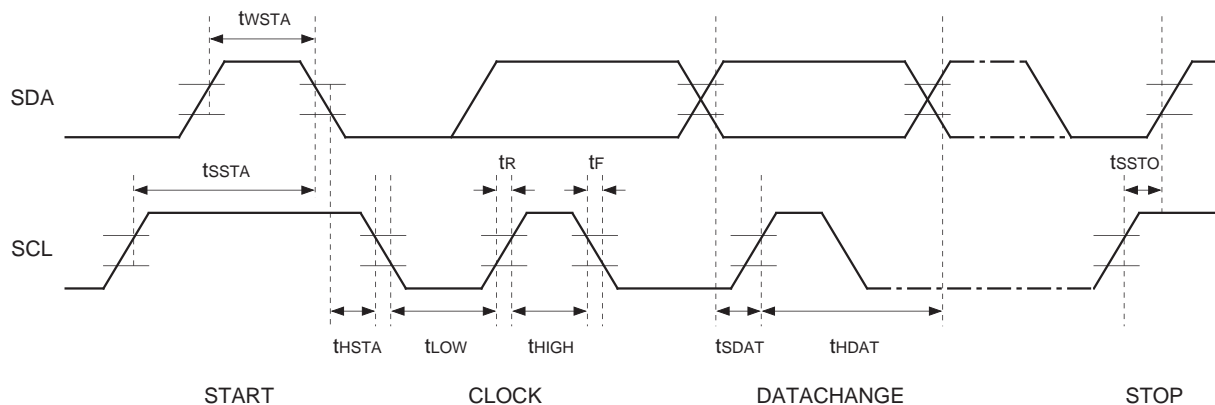 tWSTA
SDA
tSSTA
tR
tF
tSSTO
SCL
tHSTA
tLOW
tHIGH
tSDAT
tHDAT
START
CLOCK
DATACHANGE
STOP